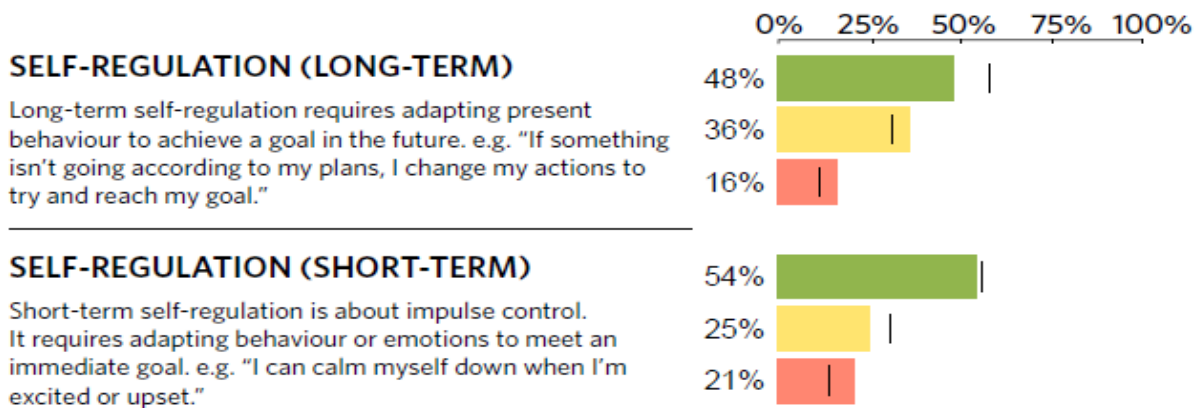 0% 25% 50% 75% 100%
SELF-REGULATION (LONG-TERM)
Long-term self-regulation requires adapting present
behaviour to achieve a goal in the future. e.g. “If something
isn’t going according to my plans, I change my actions to
try and reach my goal.”
48%
36%
16%
SELF-REGULATION (SHORT-TERM)
Short-term self-regulation is about impulse control.
It requires adapting behaviour or emotions to meet an
immediate goal. e.g. “I can calm myself down when I’m
excited or upset.”
54%
25%
21%